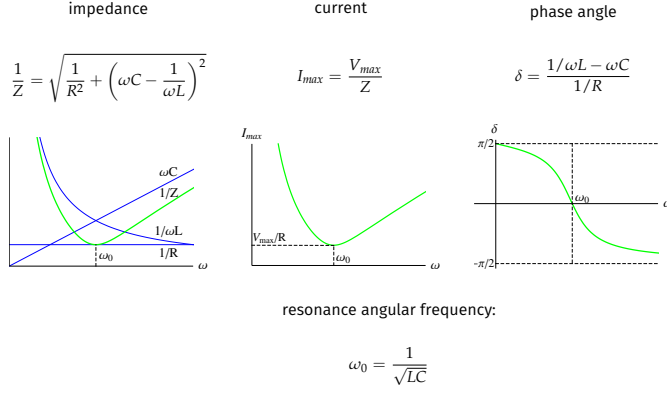 impedance
current
phase angle
1/Z = √(1/R² + (ωC − 1/ωL)²)
I_max = V_max/Z
δ = (1/ωL − ωC)/(1/R)
ωC
1/Z
1/ωL
1/R
ω₀
ω
I_max
V_max/R
ω₀
ω
δ
π/2
ω₀
-π/2
resonance angular frequency:
ω₀ = 1/√LC